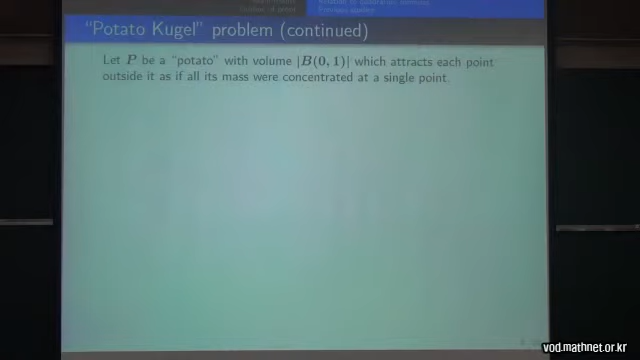 "Potato Kugel" problem (continued)
Let P be a "potato" with volume |B(0, 1)| which attracts each point
outside it as if all its mass were concentrated at a single point.
vod.mathnet.or.kr